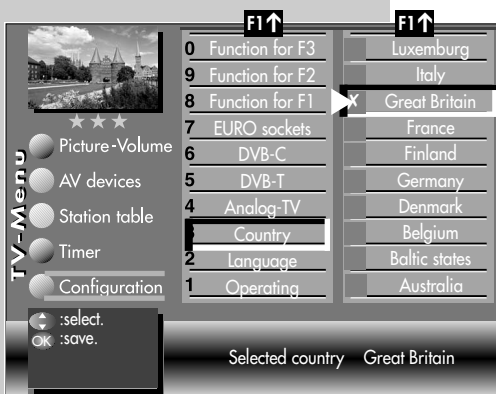 F1↑ F1↑
0 Function for F3
9 Function for F2
8 Function for F1
7 EURO sockets
6 DVB-C
5 DVB-T
4 Analog-TV
3 Country
2 Language
1 Operating
Luxemburg
Italy
X Great Britain
France
Finland
Germany
Denmark
Belgium
Baltic states
Australia
TV-Menu
Picture-Volume
AV devices
Station table
Timer
Configuration
:select.
OK :save.
Selected country Great Britain